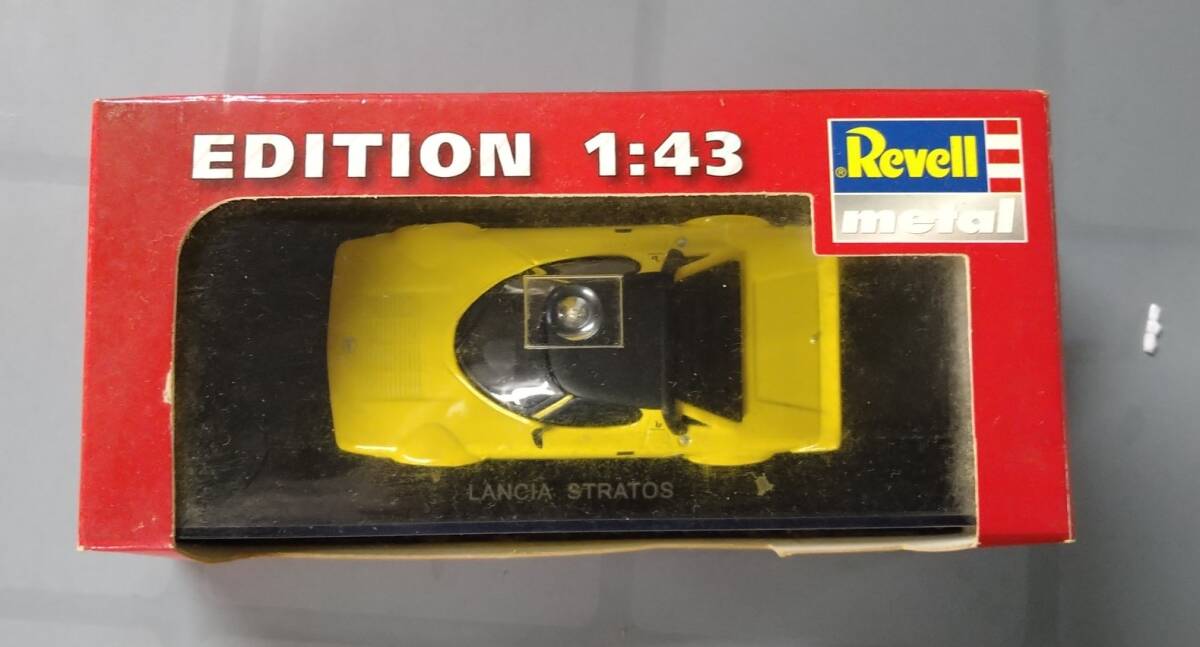 EDITION 1:43
®Revell
metal
LANCIA STRATOS